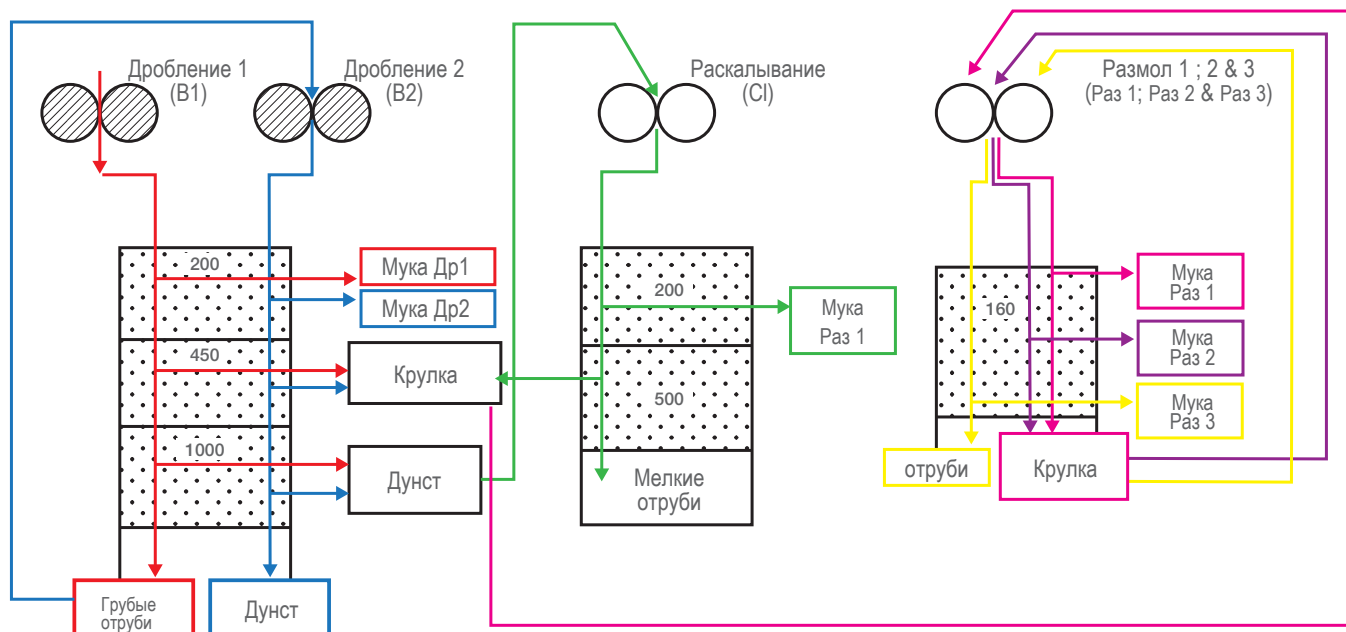 Дробление 1
(B1)
Дробление 2
(B2)
Раскалывание
(Cl)
Размол 1 ; 2 & 3
(Раз 1; Раз 2 & Раз 3)
200
Мука Др1
Мука Др2
450
Крулка
1000
Дунст
Грубые
отруби
Дунст
200
Мука
Раз 1
500
Мелкие
отруби
160
Мука
Раз 1
Мука
Раз 2
Мука
Раз 3
отруби
Крулка